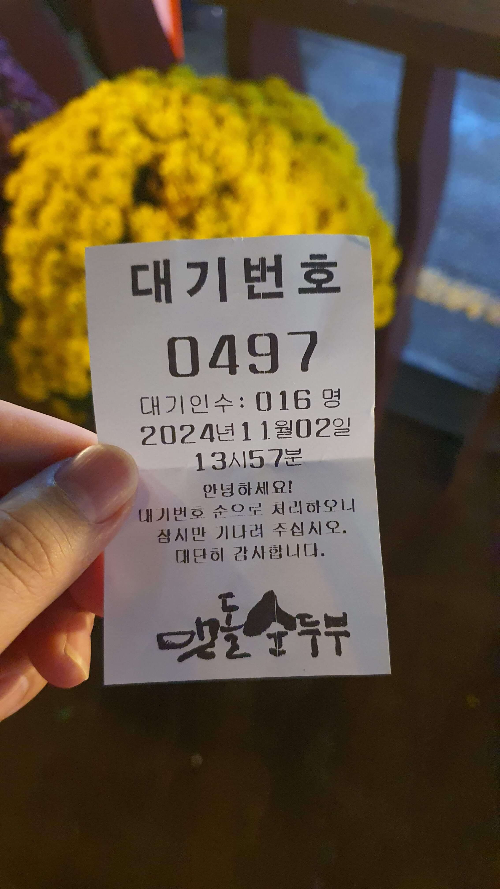 대기번호
0497
대기인수: 016 명
2024년11월02일
13시57분
안녕하세요!
대기번호 순으로 처리하오니
잠시만 기다려 주십시오.
대단히 감사합니다.
맷돌순두부